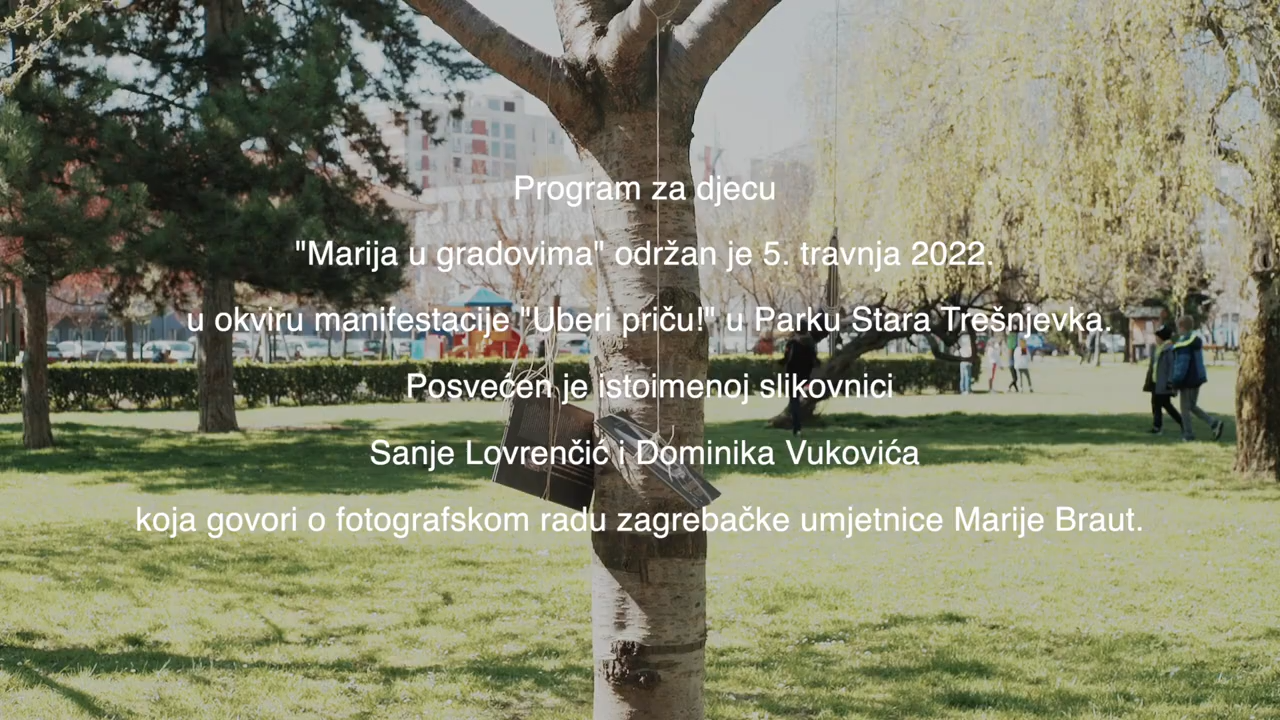 Program za djecu
"Marija u gradovima" održan je 5. travnja 2022.
u okviru manifestacije "Uberi priču!" u Parku Stara Trešnjevka.
Posvećen je istoimenoj slikovnici
Sanje Lovrenčić i Dominika Vukovića
koja govori o fotografskom radu zagrebačke umjetnice Marije Braut.